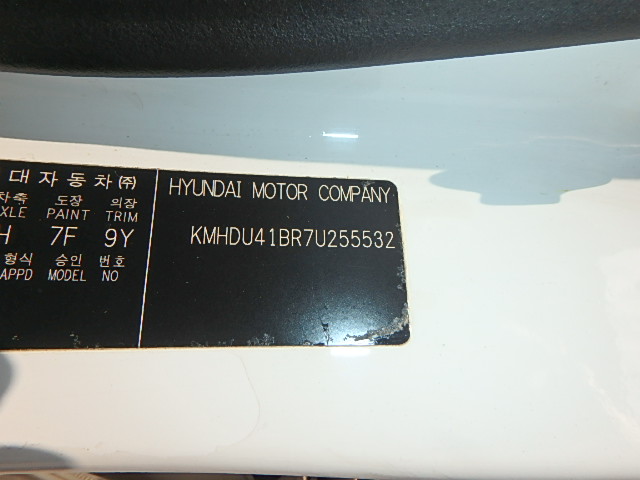 대자동차㈜ HYUNDAI MOTOR COMPANY
차축 도장 의장
XLE PAINT TRIM
H 7F 9Y KMHDU41BR7U255532
형식 승인 번호
APPD MODEL NO